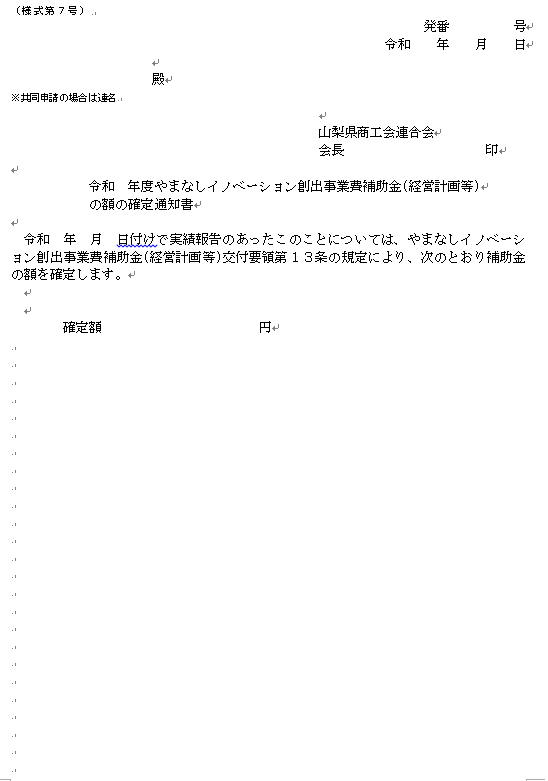 （様式第７号）
発番　　　　　号
令和　　年　　月　　日
殿
※共同申請の場合は連名
山梨県商工会連合会
会長　　　　　　　　　　　印
令和　年度やまなしイノベーション創出事業費補助金(経営計画等)
の額の確定通知書
令和　年　月　日付けで実績報告のあったこのことについては、やまなしイノベーシ
ョン創出事業費補助金(経営計画等)交付要領第１３条の規定により、次のとおり補助金
の額を確定します。
確定額　　　　　　　　　　　　円